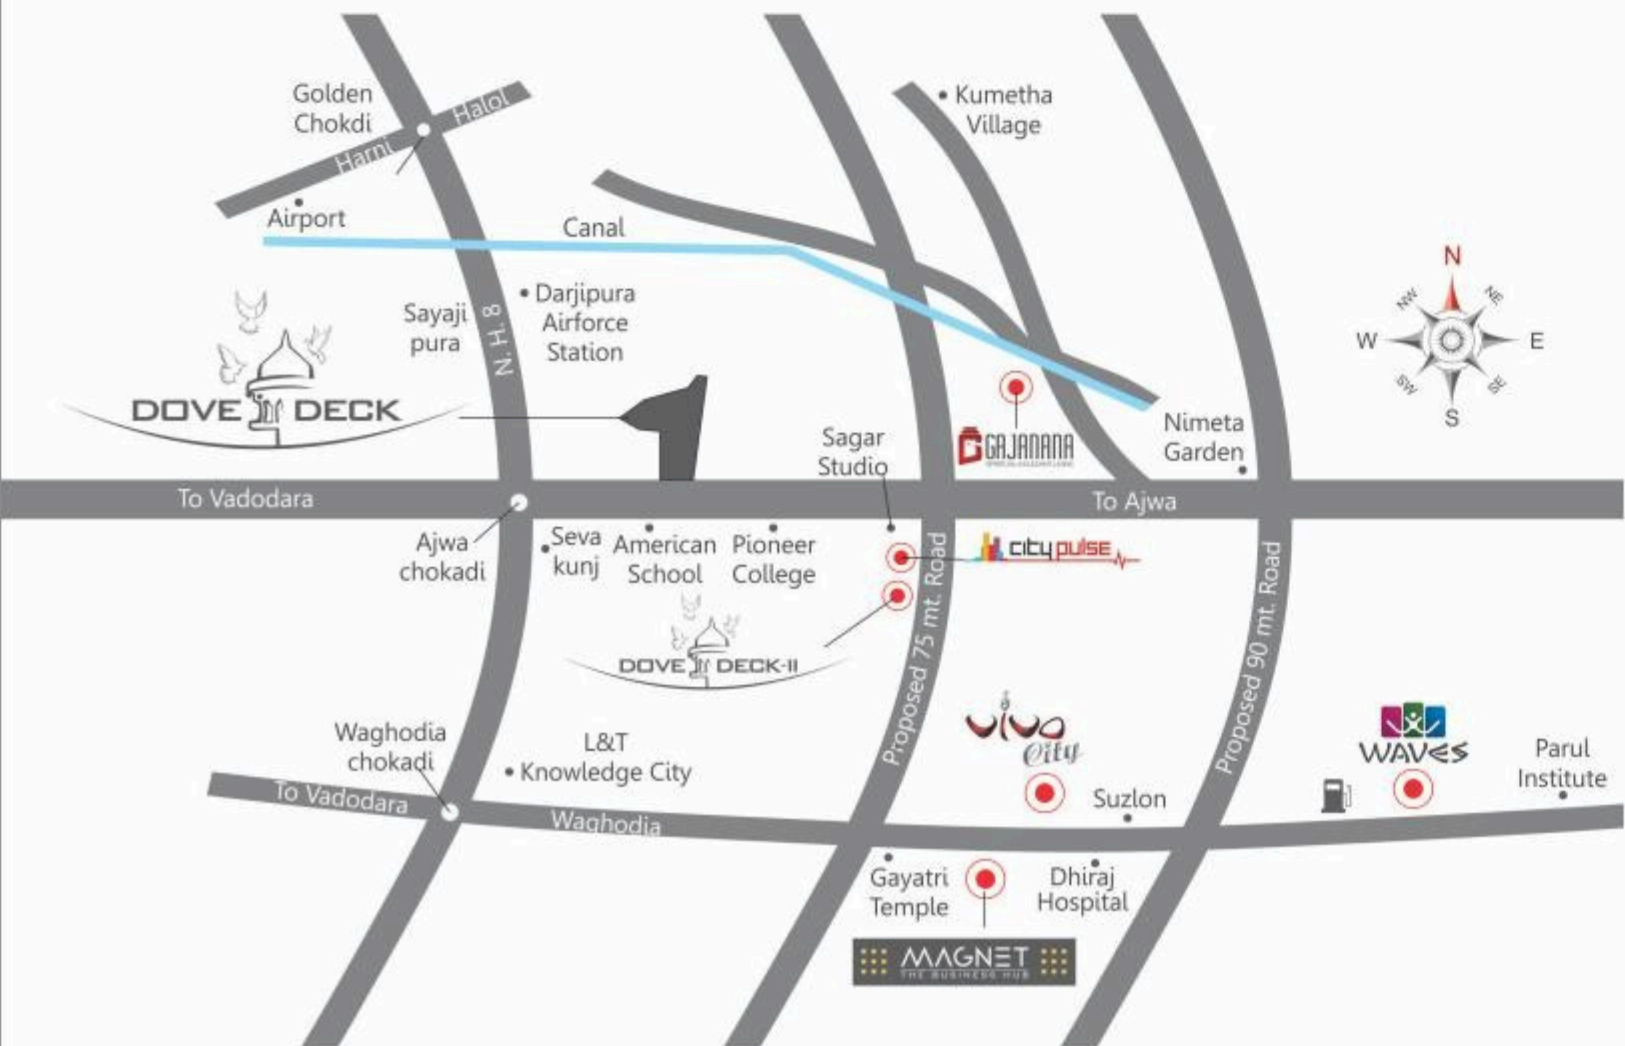 Golden
Chokdi
Halol
Harni
Airport
Canal
Kumetha
Village
N
NE
E
SE
S
SW
W
NW
Sayaji
pura
N. H. 8
Darjipura
Airforce
Station
DOVE DECK
Sagar
Studio
GAJANANA
Nimeta
Garden
To Vadodara
To Ajwa
Ajwa
chokadi
Seva
kunj
American
School
Pioneer
College
city pulse
DOVE DECK-II
Proposed 75 mt. Road
Proposed 90 mt. Road
Waghodia
chokadi
L&T
Knowledge City
vivo
City
WAVES
Parul
Institute
Suzlon
To Vadodara
Waghodia
Gayatri
Temple
Dhiraj
Hospital
MAGNET
THE BUSINESS HUB